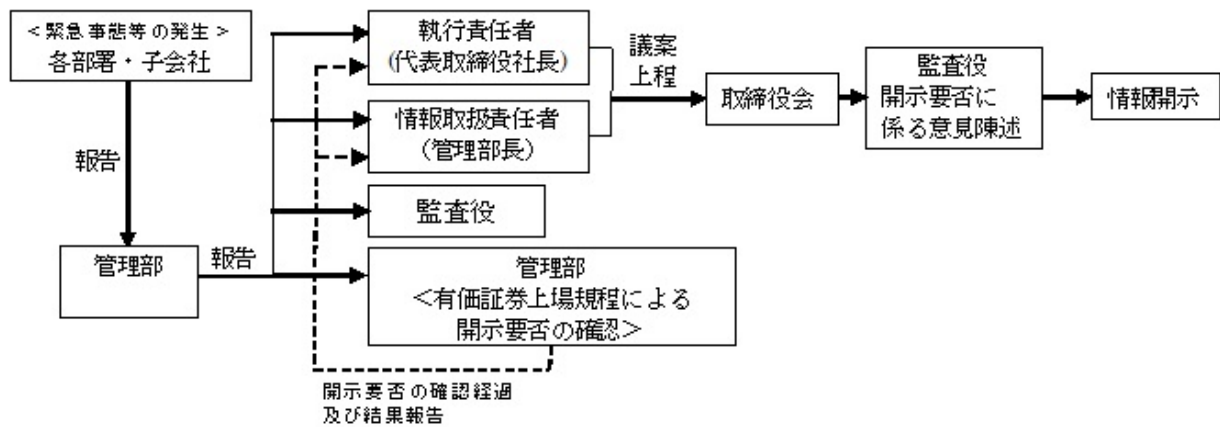 ＜緊急事態等の発生＞
各部署・子会社
報告
管理部
報告
執行責任者
(代表取締役社長)
情報取扱責任者
（管理部長）
監査役
管理部
＜有価証券上場規程による
開示要否の確認＞
開示要否の確認経過
及び結果報告
議案
上程
取締役会
監査役
開示要否に
係る意見陳述
情報開示